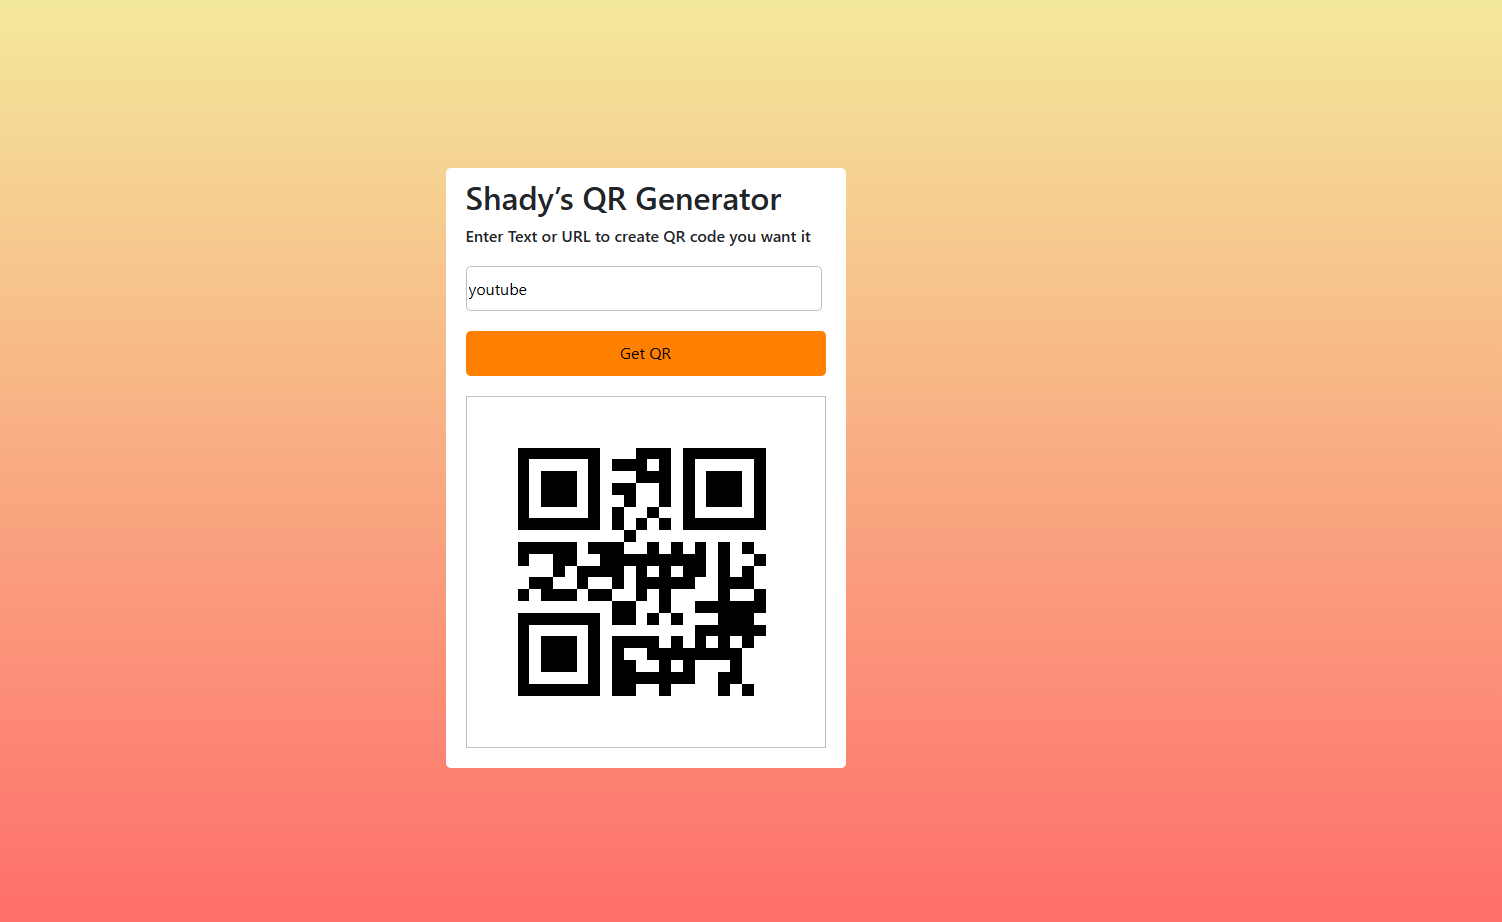 Shady’s QR Generator
Enter Text or URL to create QR code you want it
youtube
Get QR